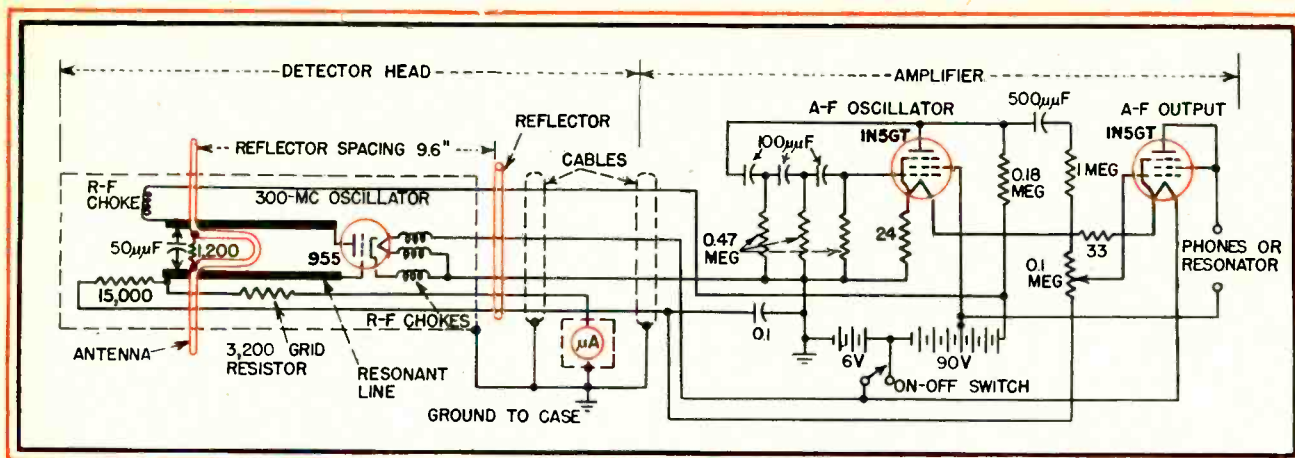 DETECTOR HEAD
AMPLIFIER
A-F OSCILLATOR
1N5GT
500μμF
A-F OUTPUT
1N5GT
REFLECTOR
REFLECTOR SPACING 9.6"
CABLES
100μμF
R-F
CHOKE
300-MC OSCILLATOR
0.18
MEG
1 MEG
50μμF
1,200
955
0.47
MEG
24
33
0.1
MEG
PHONES OR
RESONATOR
15,000
R-F CHOKES
0.1
ANTENNA
3,200 GRID
RESISTOR
RESONANT
LINE
μA
6V
90V
ON-OFF SWITCH
GROUND TO CASE